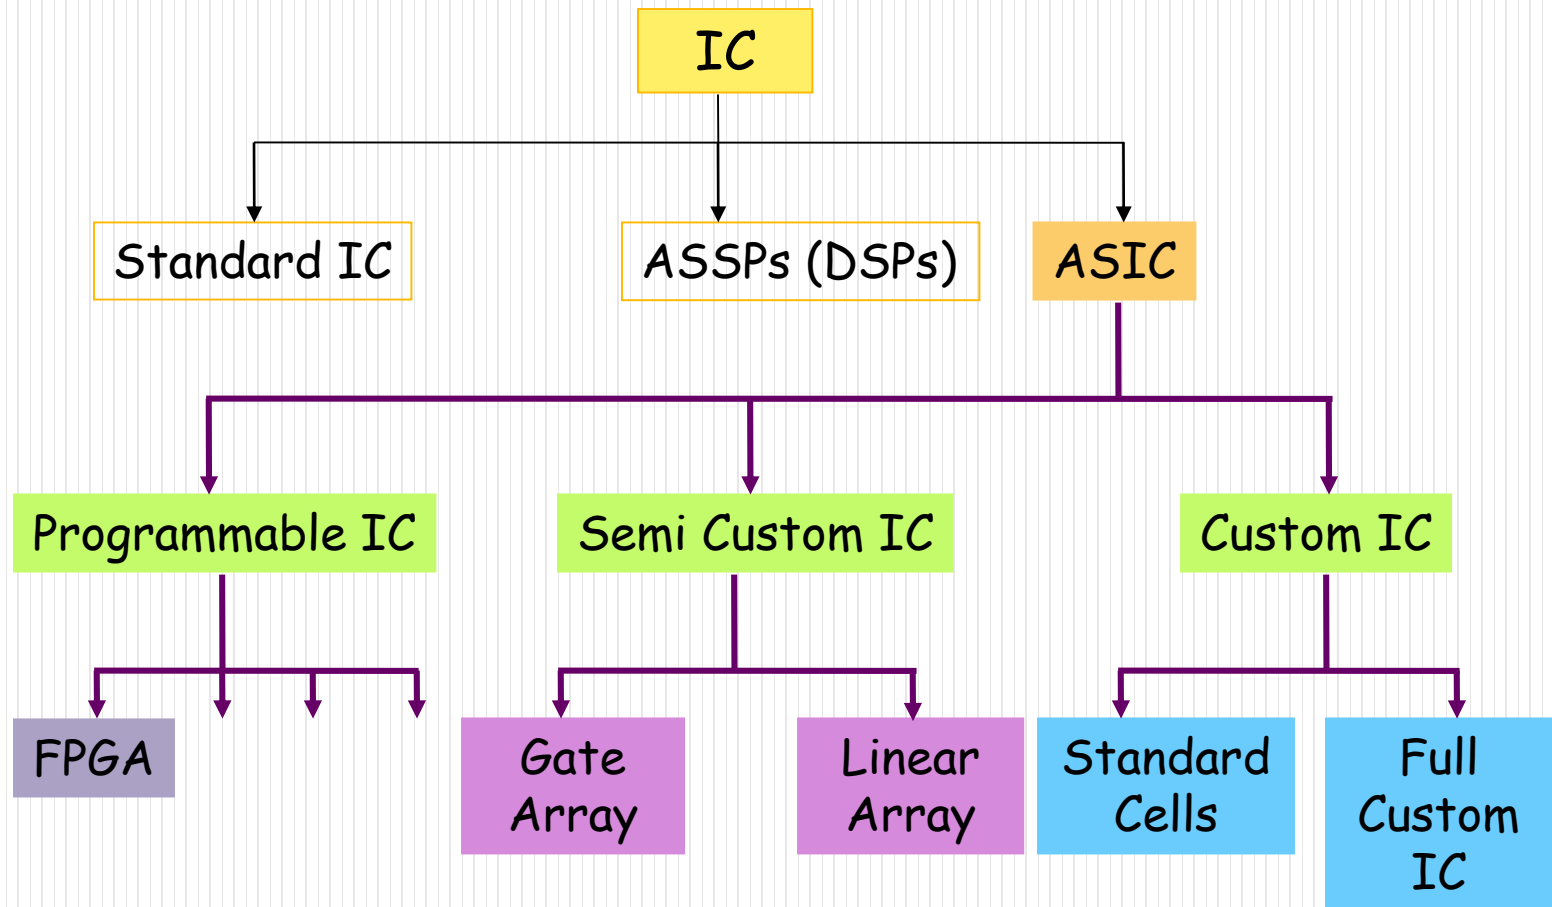 IC
Standard IC
ASSPs (DSPs)
ASIC
Programmable IC
Semi Custom IC
Custom IC
FPGA
Gate
Array
Linear
Array
Standard
Cells
Full
Custom
IC